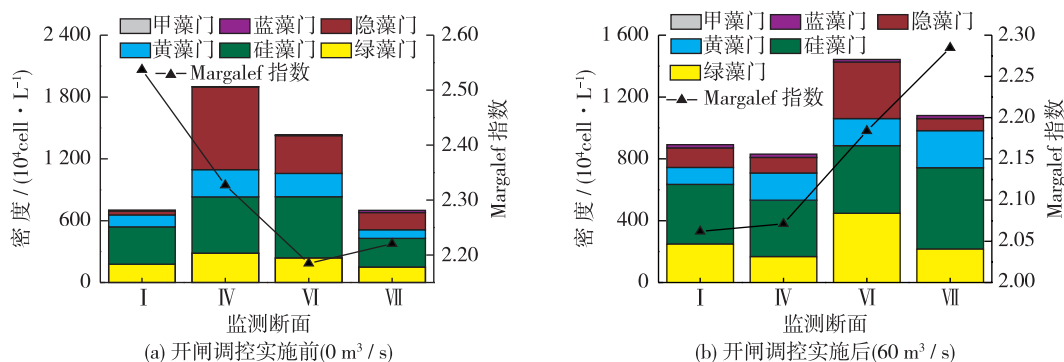 甲藻门 蓝藻门 隐藻门
黄藻门 硅藻门 绿藻门
Margalef 指数
密 度 / (10⁴cell · L⁻¹)
2 400
1 800
1 200
600
0
2.60
2.50
2.40
2.30
2.20
Margalef 指数
Ⅰ Ⅳ Ⅵ Ⅶ
监测断面
(a) 开闸调控实施前(0 m³ / s)
甲藻门 蓝藻门 隐藻门
黄藻门 硅藻门
绿藻门
Margalef 指数
密 度 / (10⁴cell · L⁻¹)
1 600
1 200
800
400
0
2.30
2.25
2.20
2.15
2.10
2.05
2.00
Margalef 指数
Ⅰ Ⅳ Ⅵ Ⅶ
监测断面
(b) 开闸调控实施后(60 m³ / s)